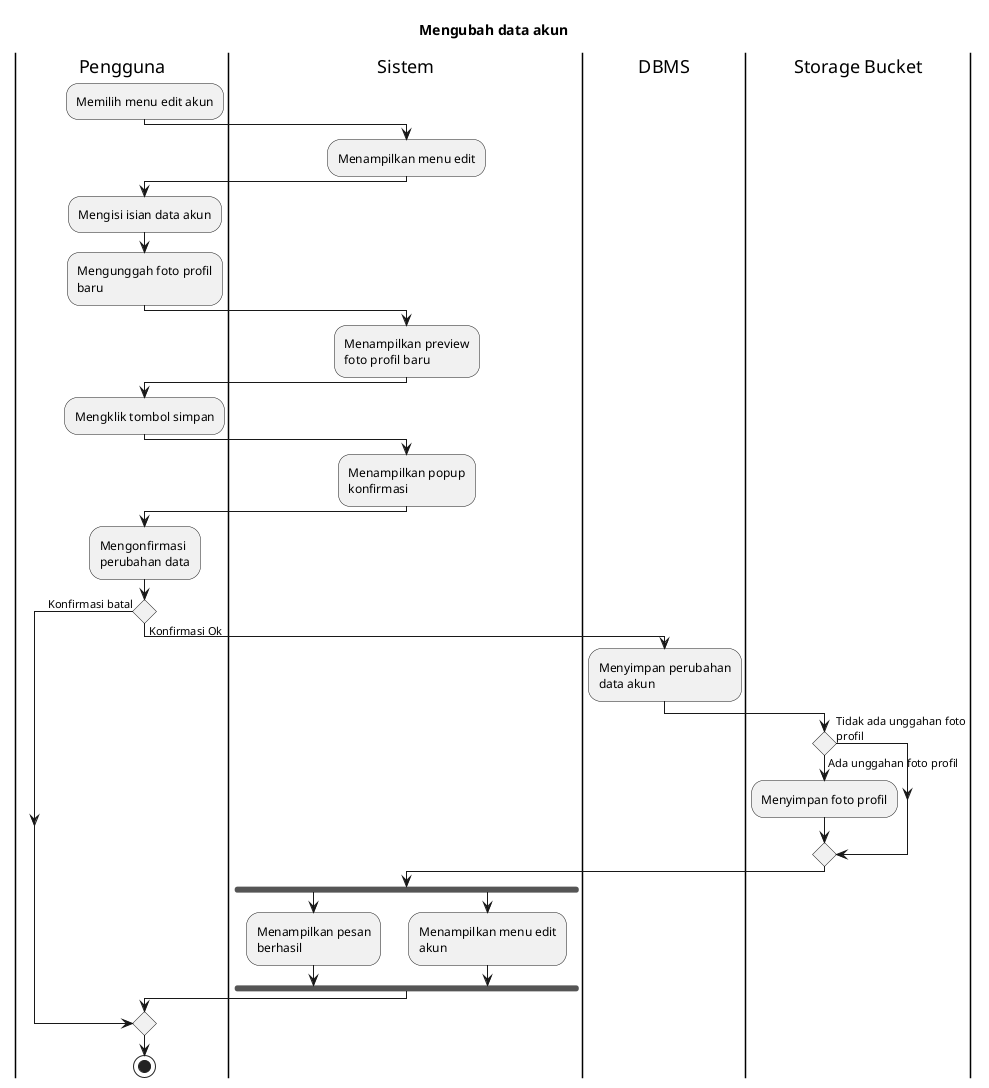 Mengubah data akun
Pengguna
Sistem
DBMS
Storage Bucket
Memilih menu edit akun
Menampilkan menu edit
Mengisi isian data akun
Mengunggah foto profil
baru
Menampilkan preview
foto profil baru
Mengklik tombol simpan
Menampilkan popup
konfirmasi
Mengonfirmasi
perubahan data
Konfirmasi batal
Konfirmasi Ok
Menyimpan perubahan
data akun
Tidak ada unggahan foto
profil
Ada unggahan foto profil
Menyimpan foto profil
Menampilkan pesan
berhasil
Menampilkan menu edit
akun